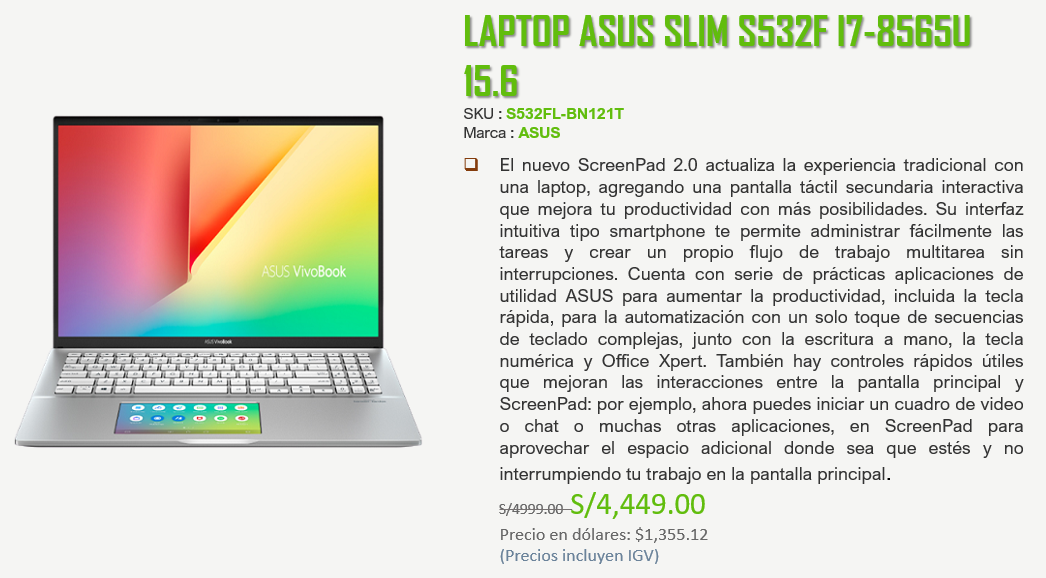 LAPTOP ASUS SLIM S532F I7-8565U
15.6
SKU : S532FL-BN121T
Marca : ASUS
El nuevo ScreenPad 2.0 actualiza la experiencia tradicional con
una laptop, agregando una pantalla táctil secundaria interactiva
que mejora tu productividad con más posibilidades. Su interfaz
intuitiva tipo smartphone te permite administrar fácilmente las
tareas y crear un propio flujo de trabajo multitarea sin
interrupciones. Cuenta con serie de prácticas aplicaciones de
utilidad ASUS para aumentar la productividad, incluida la tecla
rápida, para la automatización con un solo toque de secuencias
de teclado complejas, junto con la escritura a mano, la tecla
numérica y Office Xpert. También hay controles rápidos útiles
que mejoran las interacciones entre la pantalla principal y
ScreenPad: por ejemplo, ahora puedes iniciar un cuadro de video
o chat o muchas otras aplicaciones, en ScreenPad para
aprovechar el espacio adicional donde sea que estés y no
interrumpiendo tu trabajo en la pantalla principal.
S/4999.00 S/4,449.00
Precio en dólares: $1,355.12
(Precios incluyen IGV)
ASUS VivoBook
ASUS VivoBook